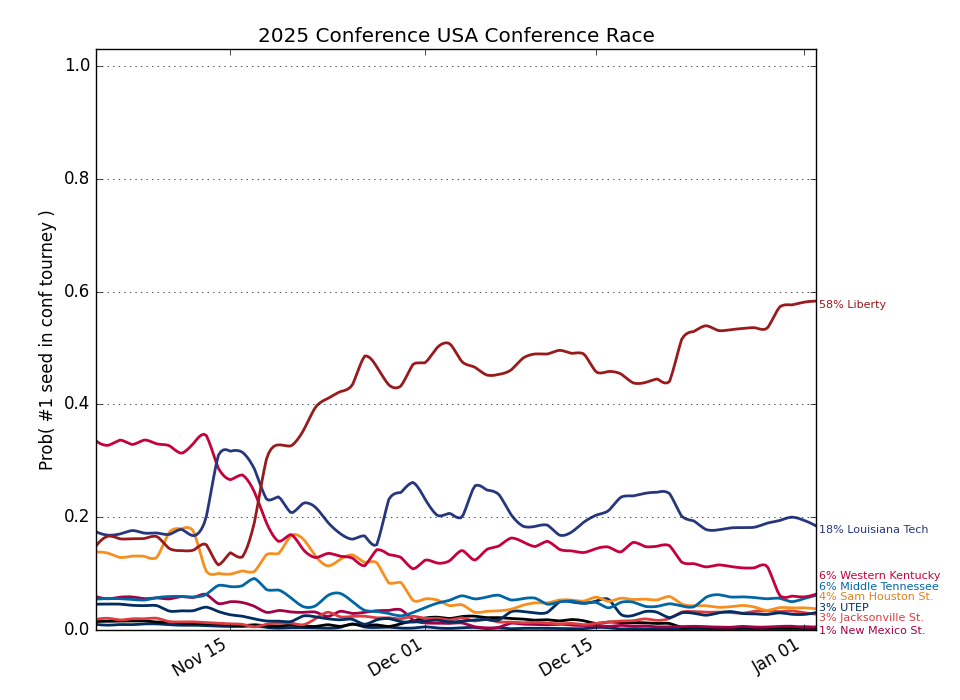 2025 Conference USA Conference Race
Prob( #1 seed in conf tourney )
1.0
0.8
0.6
0.4
0.2
0.0
Nov 15
Dec 01
Dec 15
Jan 01
58% Liberty
18% Louisiana Tech
6% Western Kentucky
6% Middle Tennessee
4% Sam Houston St.
3% UTEP
3% Jacksonville St.
1% New Mexico St.